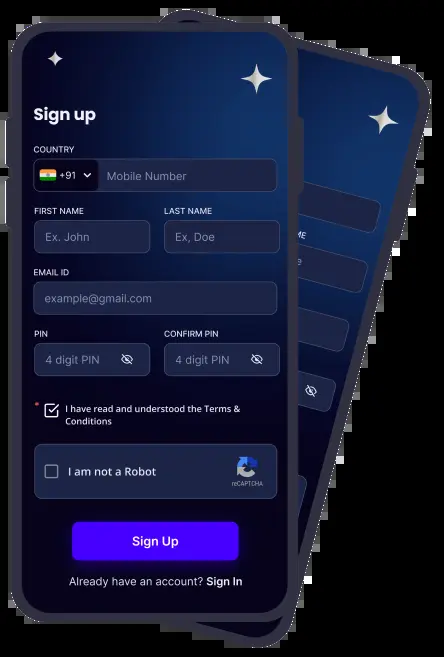 Sign up
COUNTRY
+91 Mobile Number
FIRST NAME LAST NAME
Ex. John Ex, Doe
EMAIL ID
example@gmail.com
PIN CONFIRM PIN
4 digit PIN 4 digit PIN
* I have read and understood the Terms &
Conditions
I am not a Robot
reCAPTCHA
Sign Up
Already have an account? Sign In